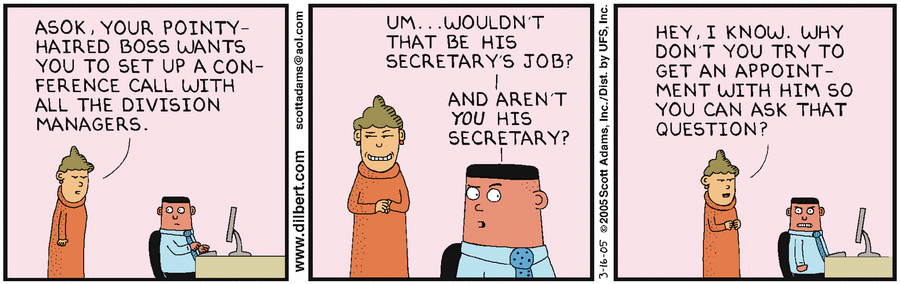 ASOK, YOUR POINTY-
HAIRED BOSS WANTS
YOU TO SET UP A CON-
FERENCE CALL WITH
ALL THE DIVISION
MANAGERS.
www.dilbert.com scottadams@aol.com
UM...WOULDN'T
THAT BE HIS
SECRETARY'S JOB?
AND AREN'T
YOU HIS
SECRETARY?
3-16-05 ©2005 Scott Adams, Inc./Dist. by UFS, Inc.
HEY, I KNOW. WHY
DON'T YOU TRY TO
GET AN APPOINT-
MENT WITH HIM SO
YOU CAN ASK THAT
QUESTION?